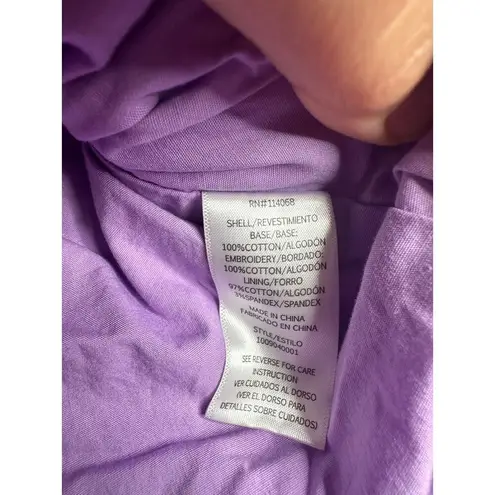 RN#114068
SHELL/REVESTIMIENTO
BASE/BASE:
100%COTTON/ALGODÓN
EMBROIDERY/BORDADO:
100%COTTON/ALGODÓN
LINING/FORRO
97%COTTON/ALGODÓN
3%SPANDEX/SPANDEX
MADE IN CHINA
FABRICADO EN CHINA
STYLE/ESTILO
1009040001
SEE REVERSE FOR CARE
INSTRUCTION
(VER CUIDADOS AL DORSO)
(VER EL DORSO PARA
DETALLES SOBRE CUIDADOS)